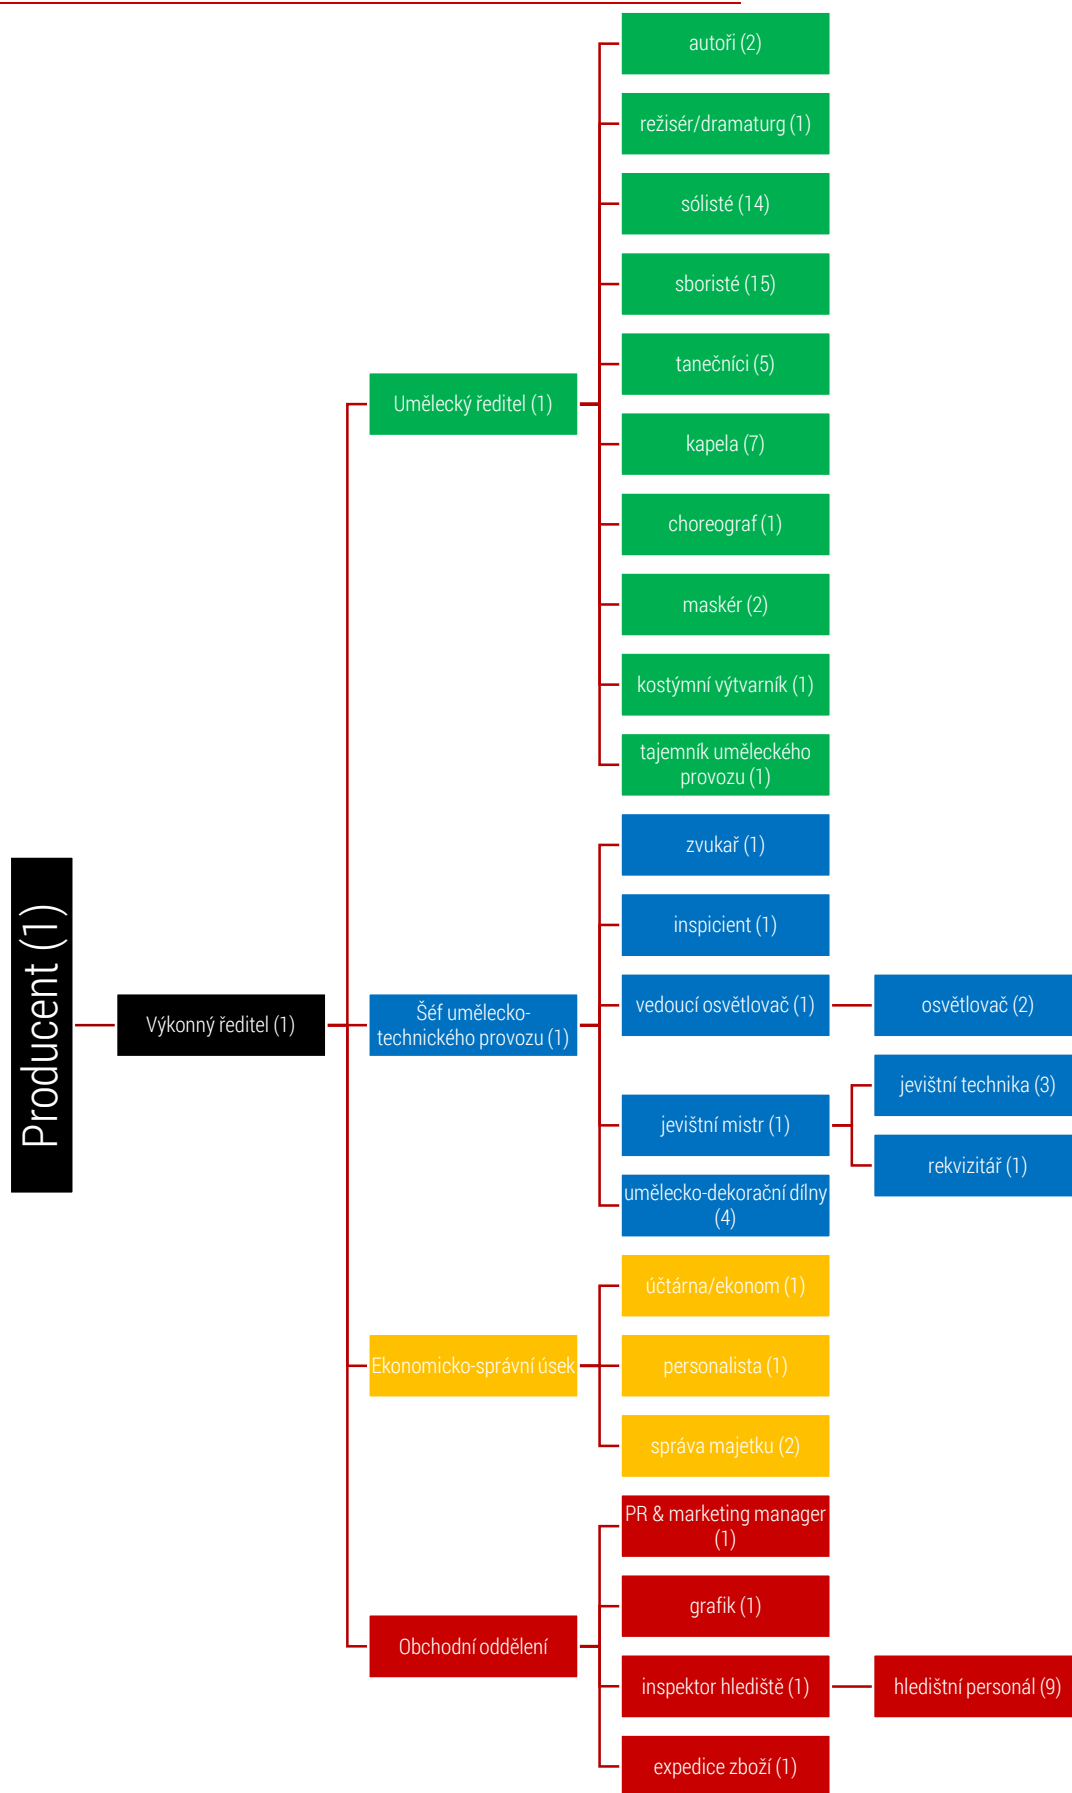 autoři (2)
režisér/dramaturg (1)
sólisté (14)
sboristé (15)
tanečníci (5)
Umělecký ředitel (1)
kapela (7)
choreograf (1)
maskér (2)
kostýmní výtvarník (1)
tajemník uměleckého
provozu (1)
zvukař (1)
inspicient (1)
Producent (1)
Výkonný ředitel (1)
Šéf umělecko-
technického provozu (1)
vedoucí osvětlovač (1)
osvětlovač (2)
jevištní technika (3)
jevištní mistr (1)
rekvizitář (1)
umělecko-dekorační dílny
(4)
účtárna/ekonom (1)
Ekonomicko-správní úsek
personalista (1)
správa majetku (2)
PR & marketing manager
(1)
grafik (1)
Obchodní oddělení
inspektor hlediště (1)
hledištní personál (9)
expedice zboží (1)